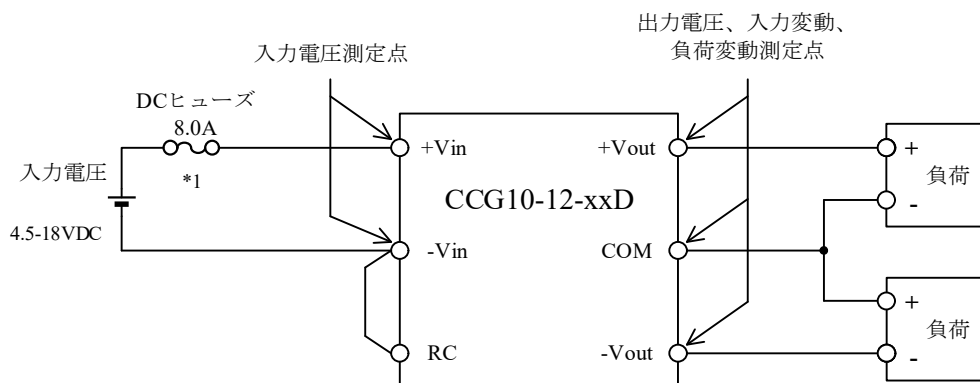 出力電圧、入力変動、
負荷変動測定点
入力電圧測定点
DCヒューズ
8.0A
*1
入力電圧
4.5-18VDC
+Vin
-Vin
RC
CCG10-12-xxD
+Vout
COM
-Vout
+
負荷
-
+
負荷
-